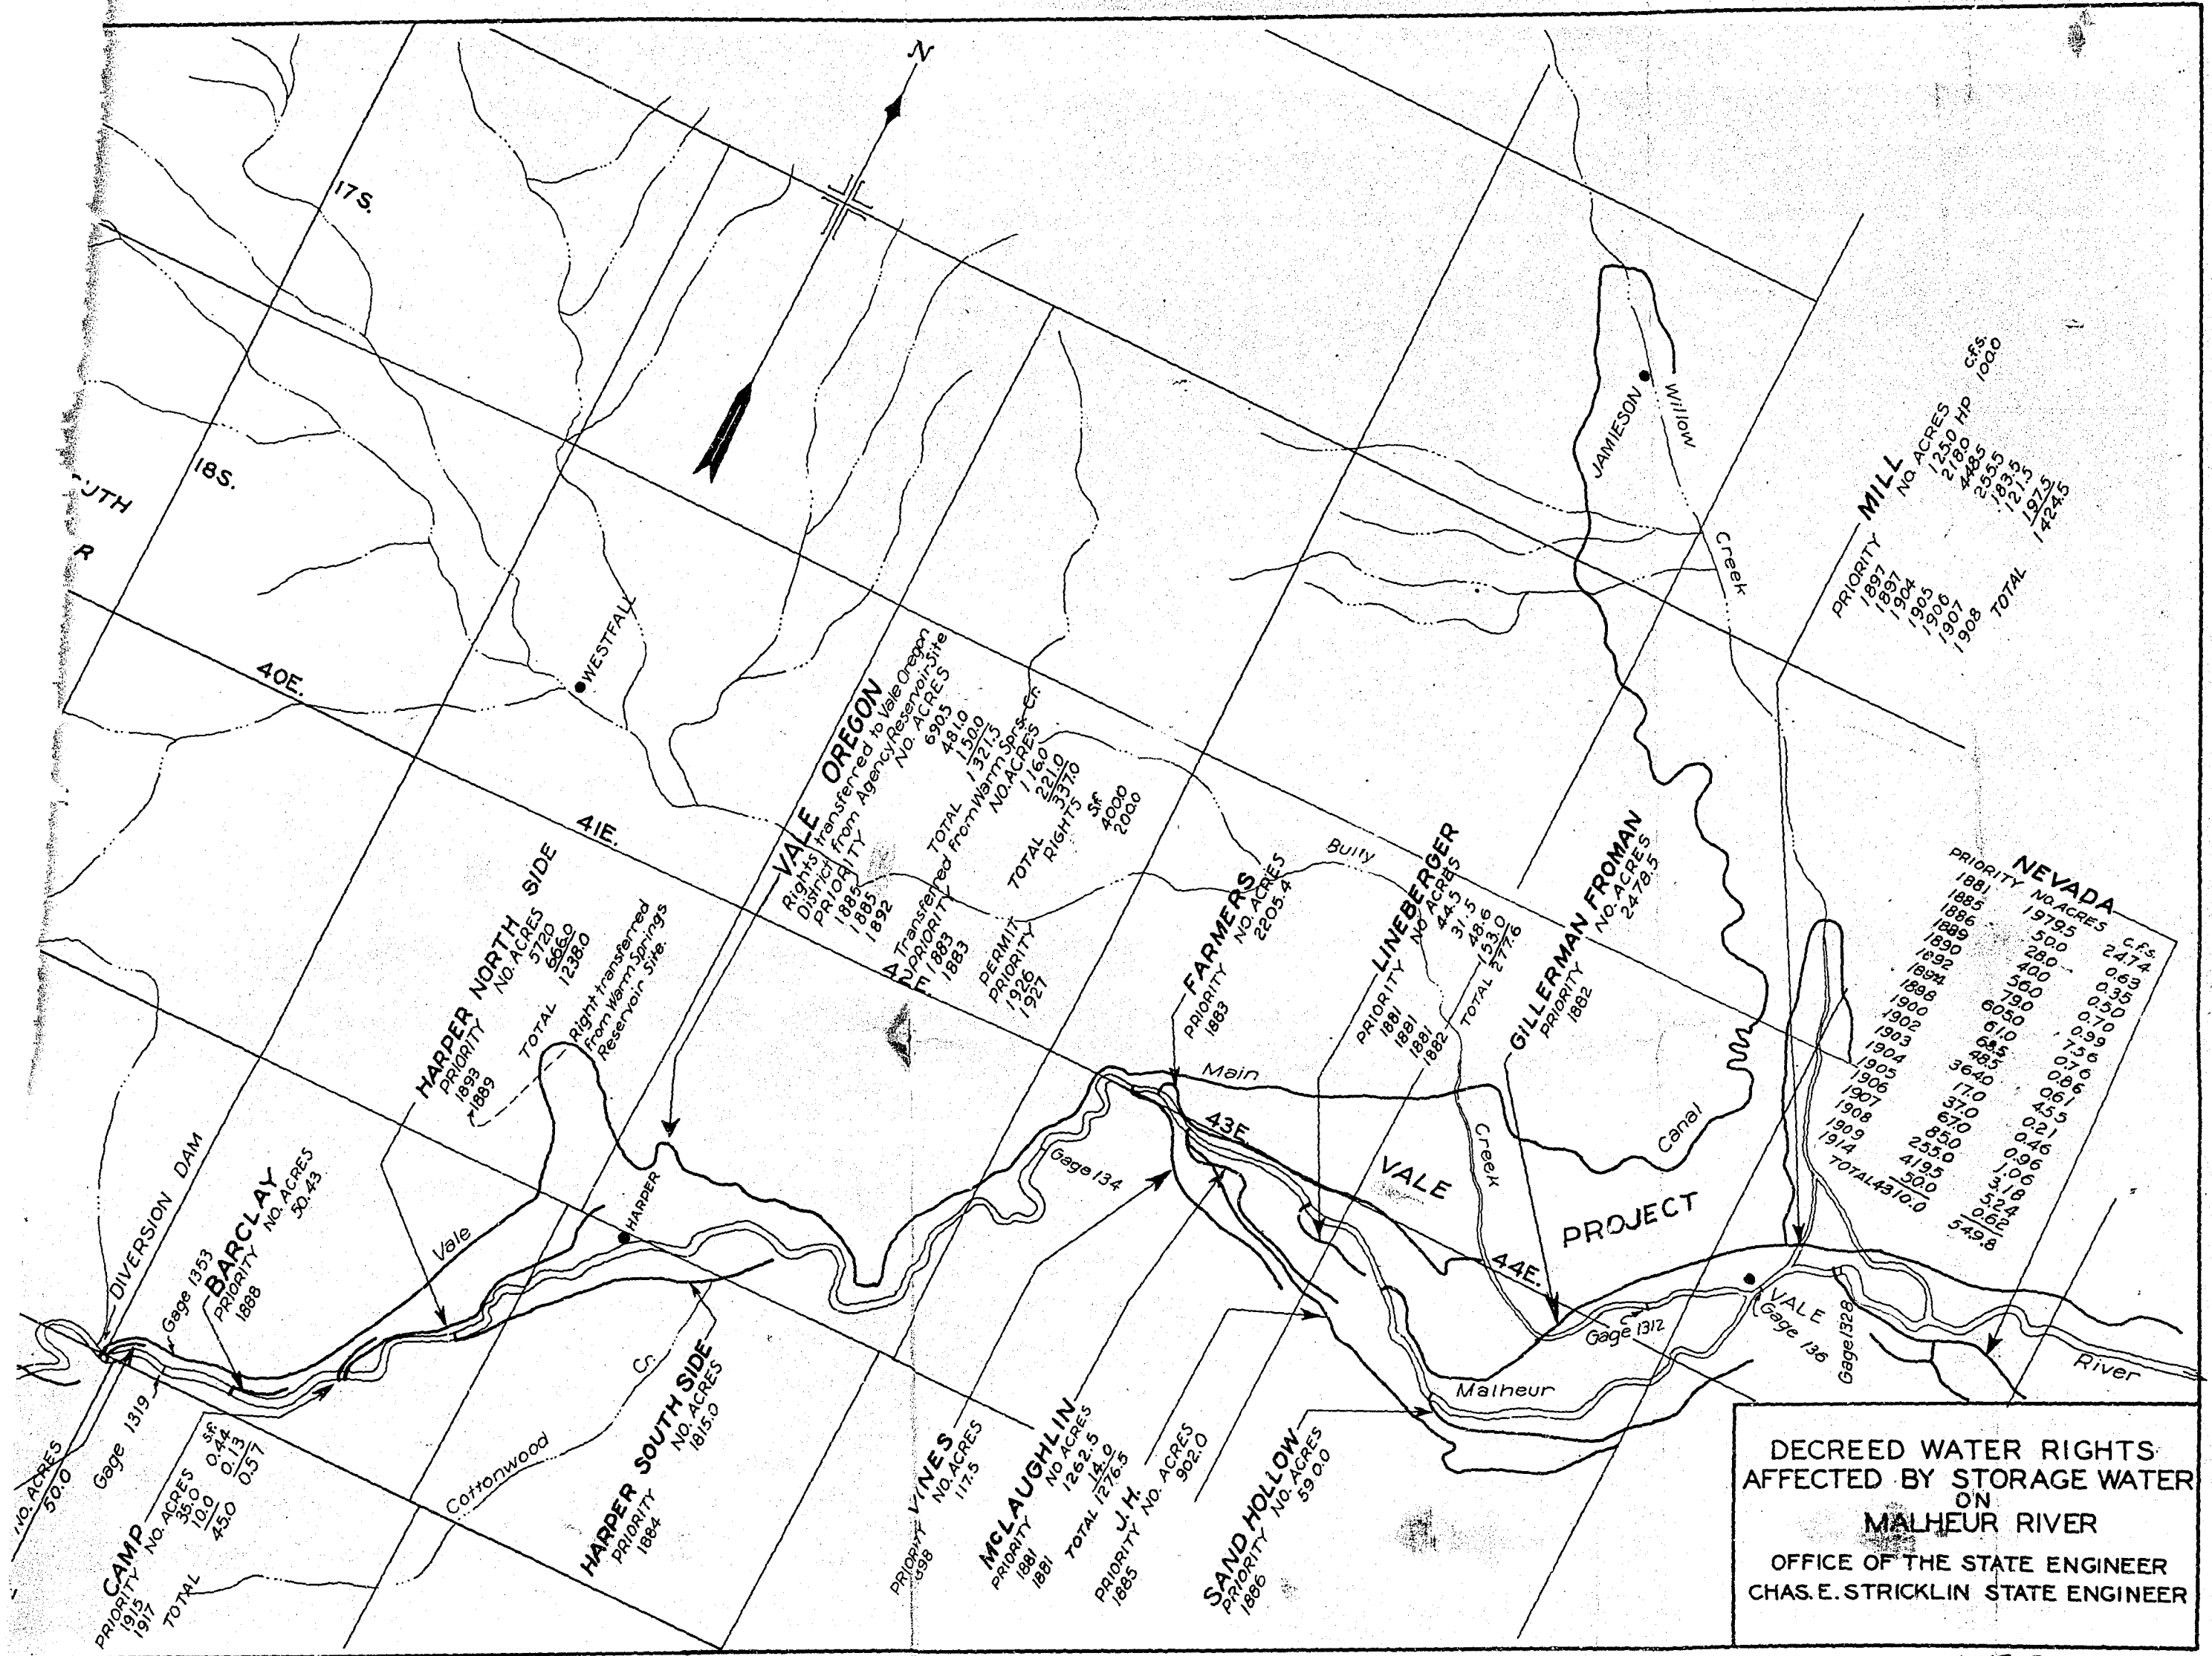 N
17S.
18S.
UTH
R
40E.
41E.
42E.
43E.
44E.
WESTFALL
JAMIESON
Willow
Creek
MILL
PRIORITY NO. ACRES c.f.s.
1897 125.0 HP 100.0
1897 218.0
1904 448.5
1905 255.5
1906 183.5
1907 121.5
1908 197.5
TOTAL 1424.5
VALE OREGON
Rights transferred to Vale Oregon
District from Agency Reservoir Site
PRIORITY NO. ACRES
1885 690.5
1885 481.0
1892 150.0
TOTAL 1321.5
Transferred From Warm Sprs. Cr.
PRIORITY NO. ACRES
1883 116.0
1883 221.0
TOTAL 337.0
PERMIT RIGHTS
PRIORITY S.f.
1926 400.0
1927 200.0
HARPER NORTH SIDE
PRIORITY NO. ACRES
1893 572.0
1889 666.0
TOTAL 1238.0
Right transferred
from Warm Springs
Reservoir Site.
FARMERS
PRIORITY NO. ACRES
1883 2205.4
Bully
Creek
LINEBERGER
PRIORITY NO. ACRES
1881 44.5
1881 31.5
1881 48.6
1882 153.0
TOTAL 277.6
GILLERMAN FROMAN
PRIORITY NO. ACRES
1882 2478.5
NEVADA
PRIORITY NO. ACRES C.F.S.
1881 1979.5 24.74
1885 50.0 0.63
1886 28.0 0.35
1889 40.0 0.50
1890 56.0 0.70
1892 79.0 0.99
1894 605.0 7.56
1898 61.0 0.76
1900 68.5 0.86
1902 48.5 0.61
1903 364.0 4.55
1904 17.0 0.21
1905 37.0 0.46
1906 67.0 0.96
1907 85.0 1.06
1908 255.0 3.18
1909 419.5 5.24
1914 50.0 0.62
TOTAL 4310.0 549.8
DIVERSION DAM
Gage 1353
BARCLAY
PRIORITY NO. ACRES
1888 50.43
Vale
HARPER
Gage 134
Main
Canal
VALE
PROJECT
Gage 1312
VALE
Gage 136
Gage 1328
Malheur
River
NO. ACRES
50.0
Gage 1319
CAMP
PRIORITY NO. ACRES s.f.
1915 35.0 0.44
1917 10.0 0.13
TOTAL 45.0 0.57
Cottonwood
Cr.
HARPER SOUTH SIDE
PRIORITY NO. ACRES
1884 1815.0
VINES
PRIORITY NO. ACRES
898 117.5
McLAUGHLIN
PRIORITY NO. ACRES
1881 1262.5
1881 14.0
TOTAL 1276.5
J. H.
PRIORITY NO. ACRES
1885 902.0
SAND HOLLOW
PRIORITY NO. ACRES
1886 590.0
DECREED WATER RIGHTS
AFFECTED BY STORAGE WATER
ON
MALHEUR RIVER
OFFICE OF THE STATE ENGINEER
CHAS. E. STRICKLIN STATE ENGINEER